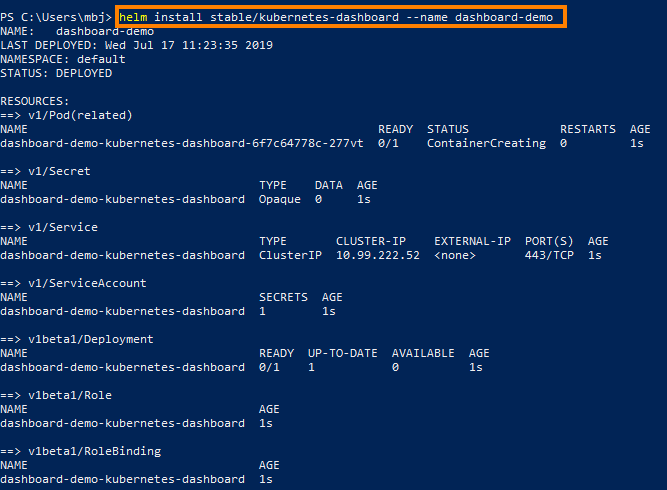 PS C:\Users\mbj> helm install stable/kubernetes-dashboard --name dashboard-demo
NAME:   dashboard-demo
LAST DEPLOYED: Wed Jul 17 11:23:35 2019
NAMESPACE: default
STATUS: DEPLOYED
RESOURCES:
==> v1/Pod(related)
NAME READY STATUS RESTARTS AGE
dashboard-demo-kubernetes-dashboard-6f7c64778c-277vt 0/1 ContainerCreating 0 1s
==> v1/Secret
NAME TYPE DATA AGE
dashboard-demo-kubernetes-dashboard Opaque 0 1s
==> v1/Service
NAME TYPE CLUSTER-IP EXTERNAL-IP PORT(S) AGE
dashboard-demo-kubernetes-dashboard ClusterIP 10.99.222.52 <none> 443/TCP 1s
==> v1/ServiceAccount
NAME SECRETS AGE
dashboard-demo-kubernetes-dashboard 1 1s
==> v1beta1/Deployment
NAME READY UP-TO-DATE AVAILABLE AGE
dashboard-demo-kubernetes-dashboard 0/1 1 0 1s
==> v1beta1/Role
NAME AGE
dashboard-demo-kubernetes-dashboard 1s
==> v1beta1/RoleBinding
NAME AGE
dashboard-demo-kubernetes-dashboard 1s